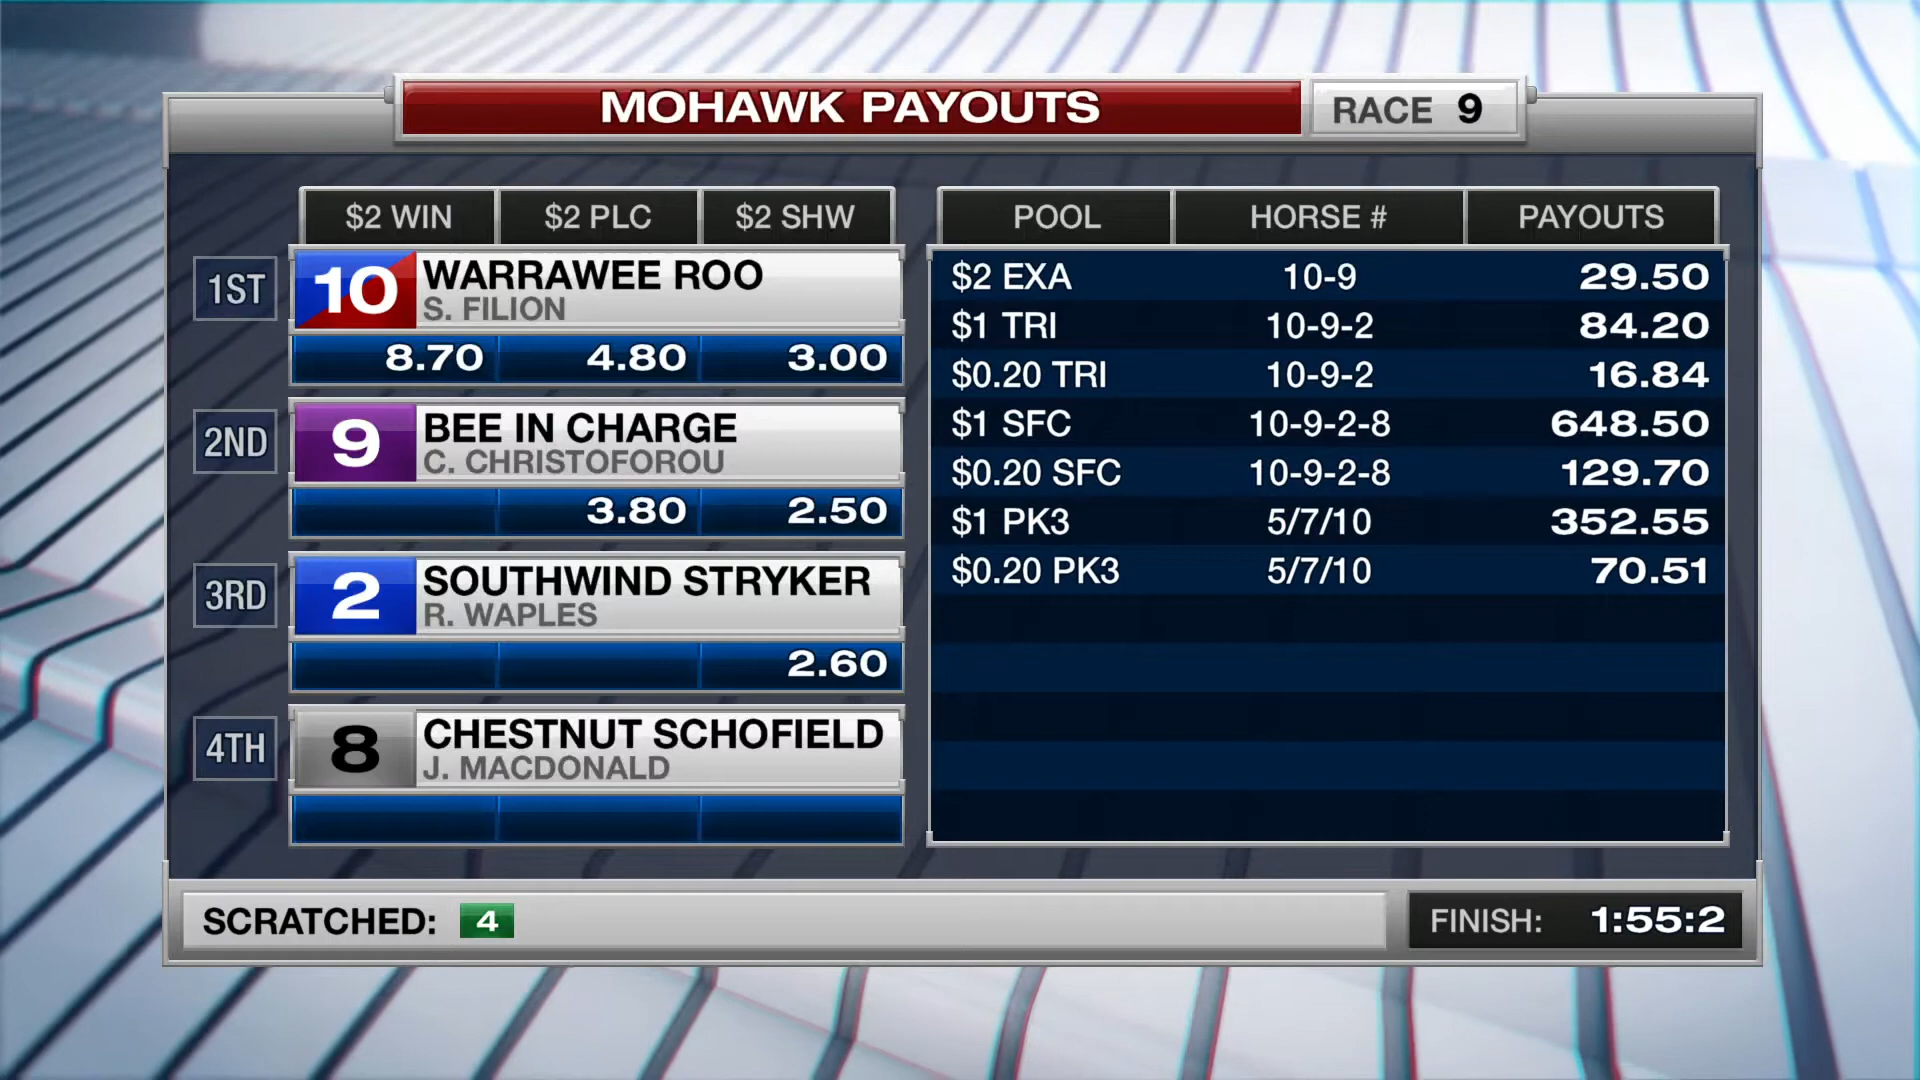 MOHAWK PAYOUTS
RACE 9
$2 WIN $2 PLC $2 SHW
1ST 10 WARRAWEE ROO
S. FILION
8.70 4.80 3.00
2ND 9 BEE IN CHARGE
C. CHRISTOFOROU
3.80 2.50
3RD 2 SOUTHWIND STRYKER
R. WAPLES
2.60
4TH 8 CHESTNUT SCHOFIELD
J. MACDONALD
POOL HORSE # PAYOUTS
$2 EXA 10-9 29.50
$1 TRI 10-9-2 84.20
$0.20 TRI 10-9-2 16.84
$1 SFC 10-9-2-8 648.50
$0.20 SFC 10-9-2-8 129.70
$1 PK3 5/7/10 352.55
$0.20 PK3 5/7/10 70.51
SCRATCHED: 4
FINISH: 1:55:2